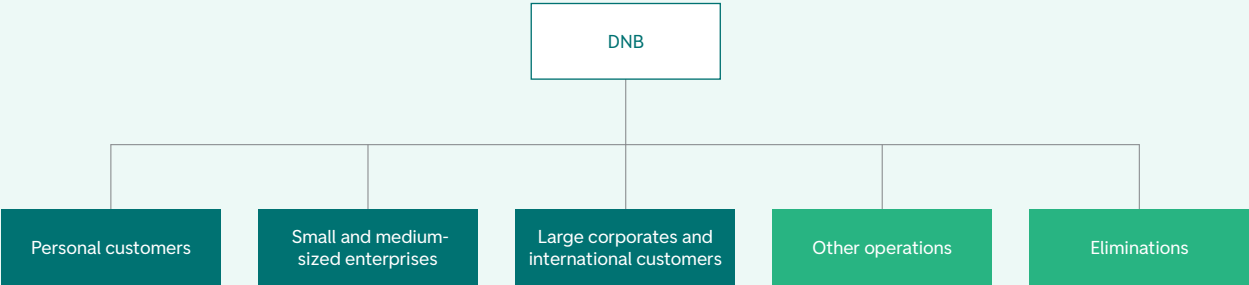 DNB
Personal customers
Small and medium-
sized enterprises
Large corporates and
international customers
Other operations
Eliminations